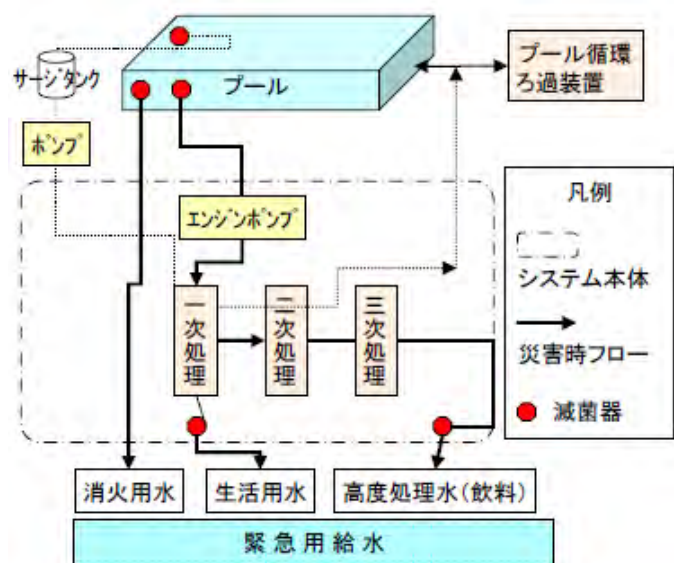 サージタンク
プール
プール循環
ろ過装置
ポンプ
エンジンポンプ
凡例
システム本体
災害時フロー
減菌器
一次処理
二次処理
三次処理
消火用水
生活用水
高度処理水(飲料)
緊急用給水